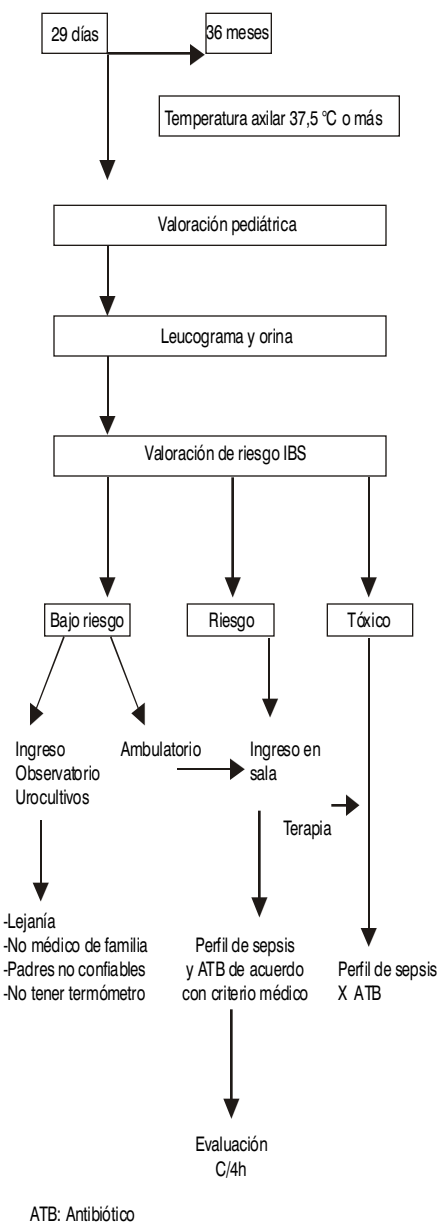 29 días
36 meses
Temperatura axilar 37,5 °C o más
Valoración pediátrica
Leucograma y orina
Valoración de riesgo IBS
Bajo riesgo
Riesgo
Tóxico
Ingreso
Observatorio
Urocultivos
Ambulatorio
Ingreso en
sala
Terapia
-Lejanía
-No médico de familia
-Padres no confiables
-No tener termómetro
Perfil de sepsis
y ATB de acuerdo
con criterio médico
Perfil de sepsis
X ATB
Evaluación
C/4h
ATB: Antibiótico